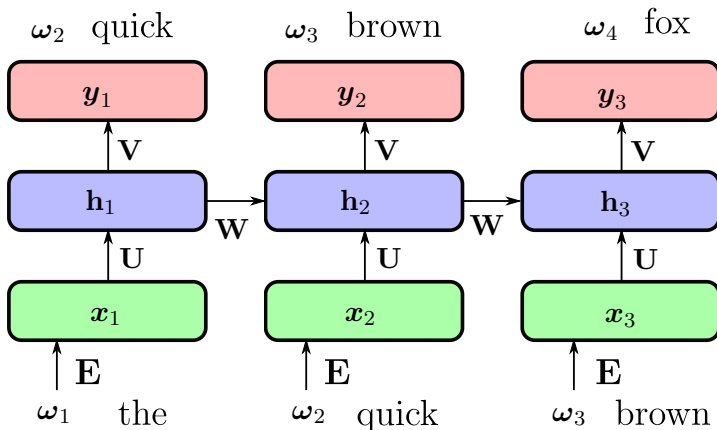 ω₂ quick ω₃ brown ω₄ fox
y₁ y₂ y₃
V V V
h₁ h₂ h₃
W W
U U U
x₁ x₂ x₃
E E E
ω₁ the ω₂ quick ω₃ brown